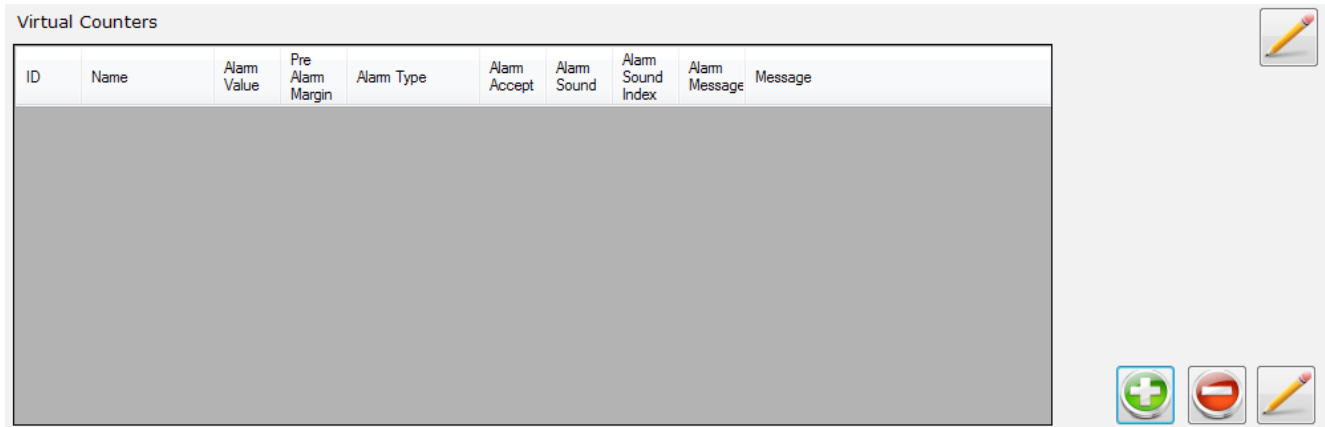 Virtual Counters
ID
Name
Alarm
Value
Pre
Alarm
Margin
Alarm Type
Alarm
Accept
Alarm
Sound
Alarm
Sound
Index
Alarm
Message
Message